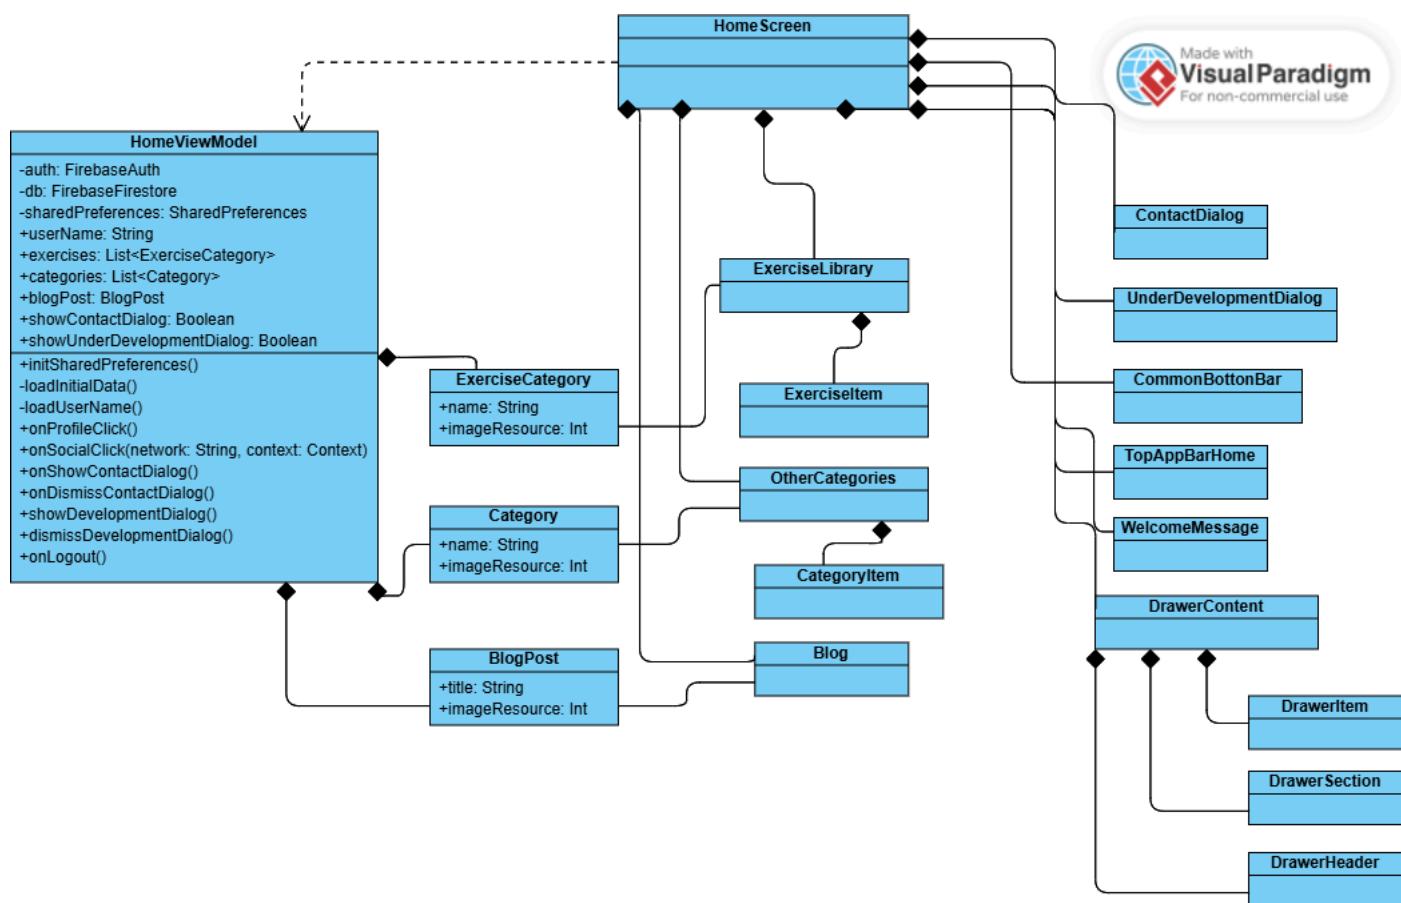 HomeScreen
Made with
Visual Paradigm
For non-commercial use
HomeViewModel
-auth: FirebaseAuth
-db: FirebaseFirestore
-sharedPreferences: SharedPreferences
+userName: String
+exercises: List<ExerciseCategory>
+categories: List<Category>
+blogPost: BlogPost
+showContactDialog: Boolean
+showUnderDevelopmentDialog: Boolean
+initSharedPreferences()
-loadInitialData()
-loadUserName()
+onProfileClick()
+onSocialClick(network: String, context: Context)
+onShowContactDialog()
+onDismissContactDialog()
+showDevelopmentDialog()
+dismissDevelopmentDialog()
+onLogout()
ExerciseCategory
+name: String
+imageResource: Int
Category
+name: String
+imageResource: Int
BlogPost
+title: String
+imageResource: Int
ExerciseLibrary
ExerciseItem
OtherCategories
CategoryItem
Blog
ContactDialog
UnderDevelopmentDialog
CommonBottonBar
TopAppBarHome
WelcomeMessage
DrawerContent
DrawerItem
DrawerSection
DrawerHeader